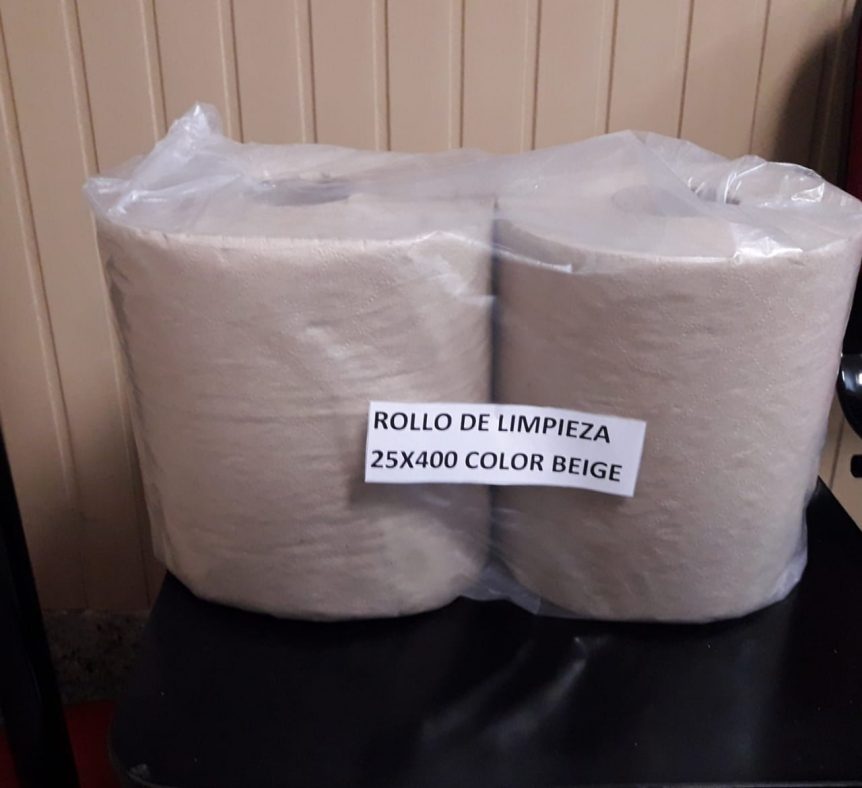 ROLLO DE LIMPIEZA
25X400 COLOR BEIGE